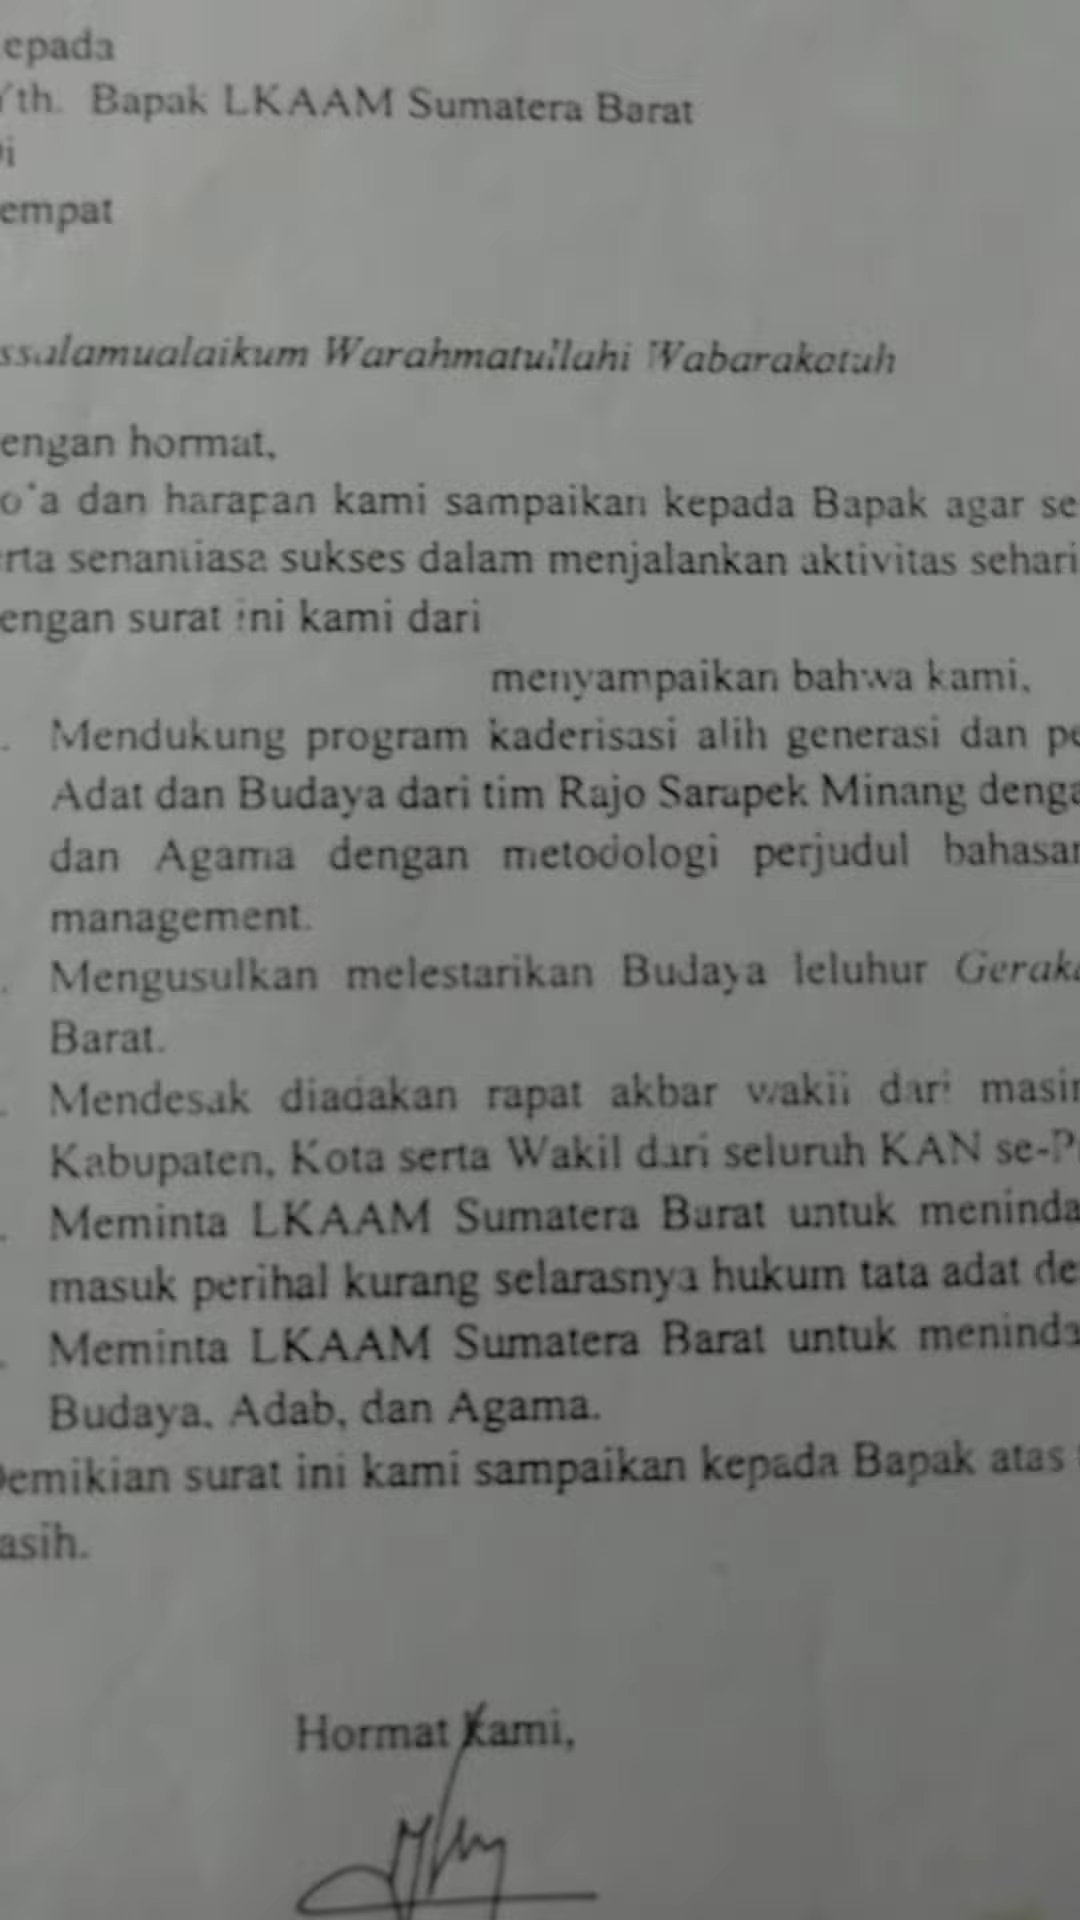 epada
Yth. Bapak LKAAM Sumatera Barat
Di
empat
ssalamualaikum Warahmatullahi Wabarakatuh
engan hormat,
o'a dan harapan kami sampaikan kepada Bapak agar se
rta senantiasa sukses dalam menjalankan aktivitas sehari
engan surat ini kami dari
menyampaikan bahwa kami,
. Mendukung program kaderisasi alih generasi dan pe
Adat dan Budaya dari tim Rajo Sarapek Minang denga
dan Agama dengan metodologi perjudul bahasan
management.
. Mengusulkan melestarikan Budaya leluhur Geraka
Barat.
. Mendesak diadakan rapat akbar wakil dari masin
Kabupaten, Kota serta Wakil dari seluruh KAN se-P
. Meminta LKAAM Sumatera Barat untuk meninda
masuk perihal kurang selarasnya hukum tata adat de
. Meminta LKAAM Sumatera Barat untuk meninda
Budaya, Adab, dan Agama.
Demikian surat ini kami sampaikan kepada Bapak atas
asih.
Hormat kami,